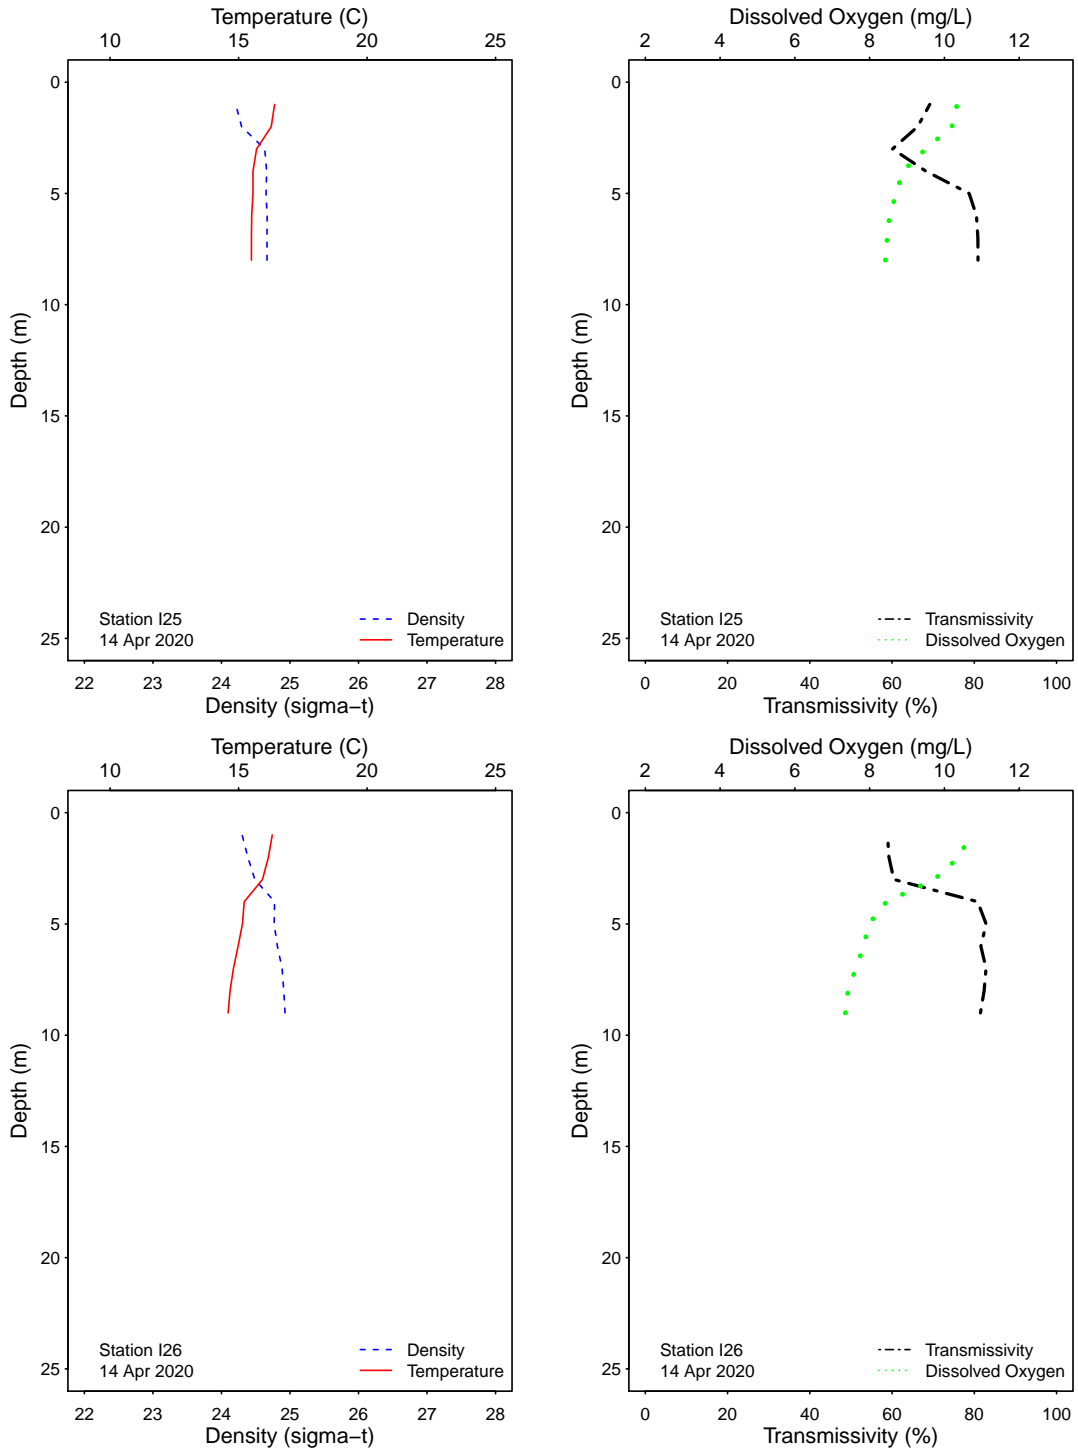 Temperature (C)
10 15 20 25
0
5
10
15
20
25
Depth (m)
Station I25
14 Apr 2020
Density
Temperature
22 23 24 25 26 27 28
Density (sigma−t)
Dissolved Oxygen (mg/L)
2 4 6 8 10 12
0
5
10
15
20
25
Depth (m)
Station I25
14 Apr 2020
Transmissivity
Dissolved Oxygen
0 20 40 60 80 100
Transmissivity (%)
Temperature (C)
10 15 20 25
0
5
10
15
20
25
Depth (m)
Station I26
14 Apr 2020
Density
Temperature
22 23 24 25 26 27 28
Density (sigma−t)
Dissolved Oxygen (mg/L)
2 4 6 8 10 12
0
5
10
15
20
25
Depth (m)
Station I26
14 Apr 2020
Transmissivity
Dissolved Oxygen
0 20 40 60 80 100
Transmissivity (%)